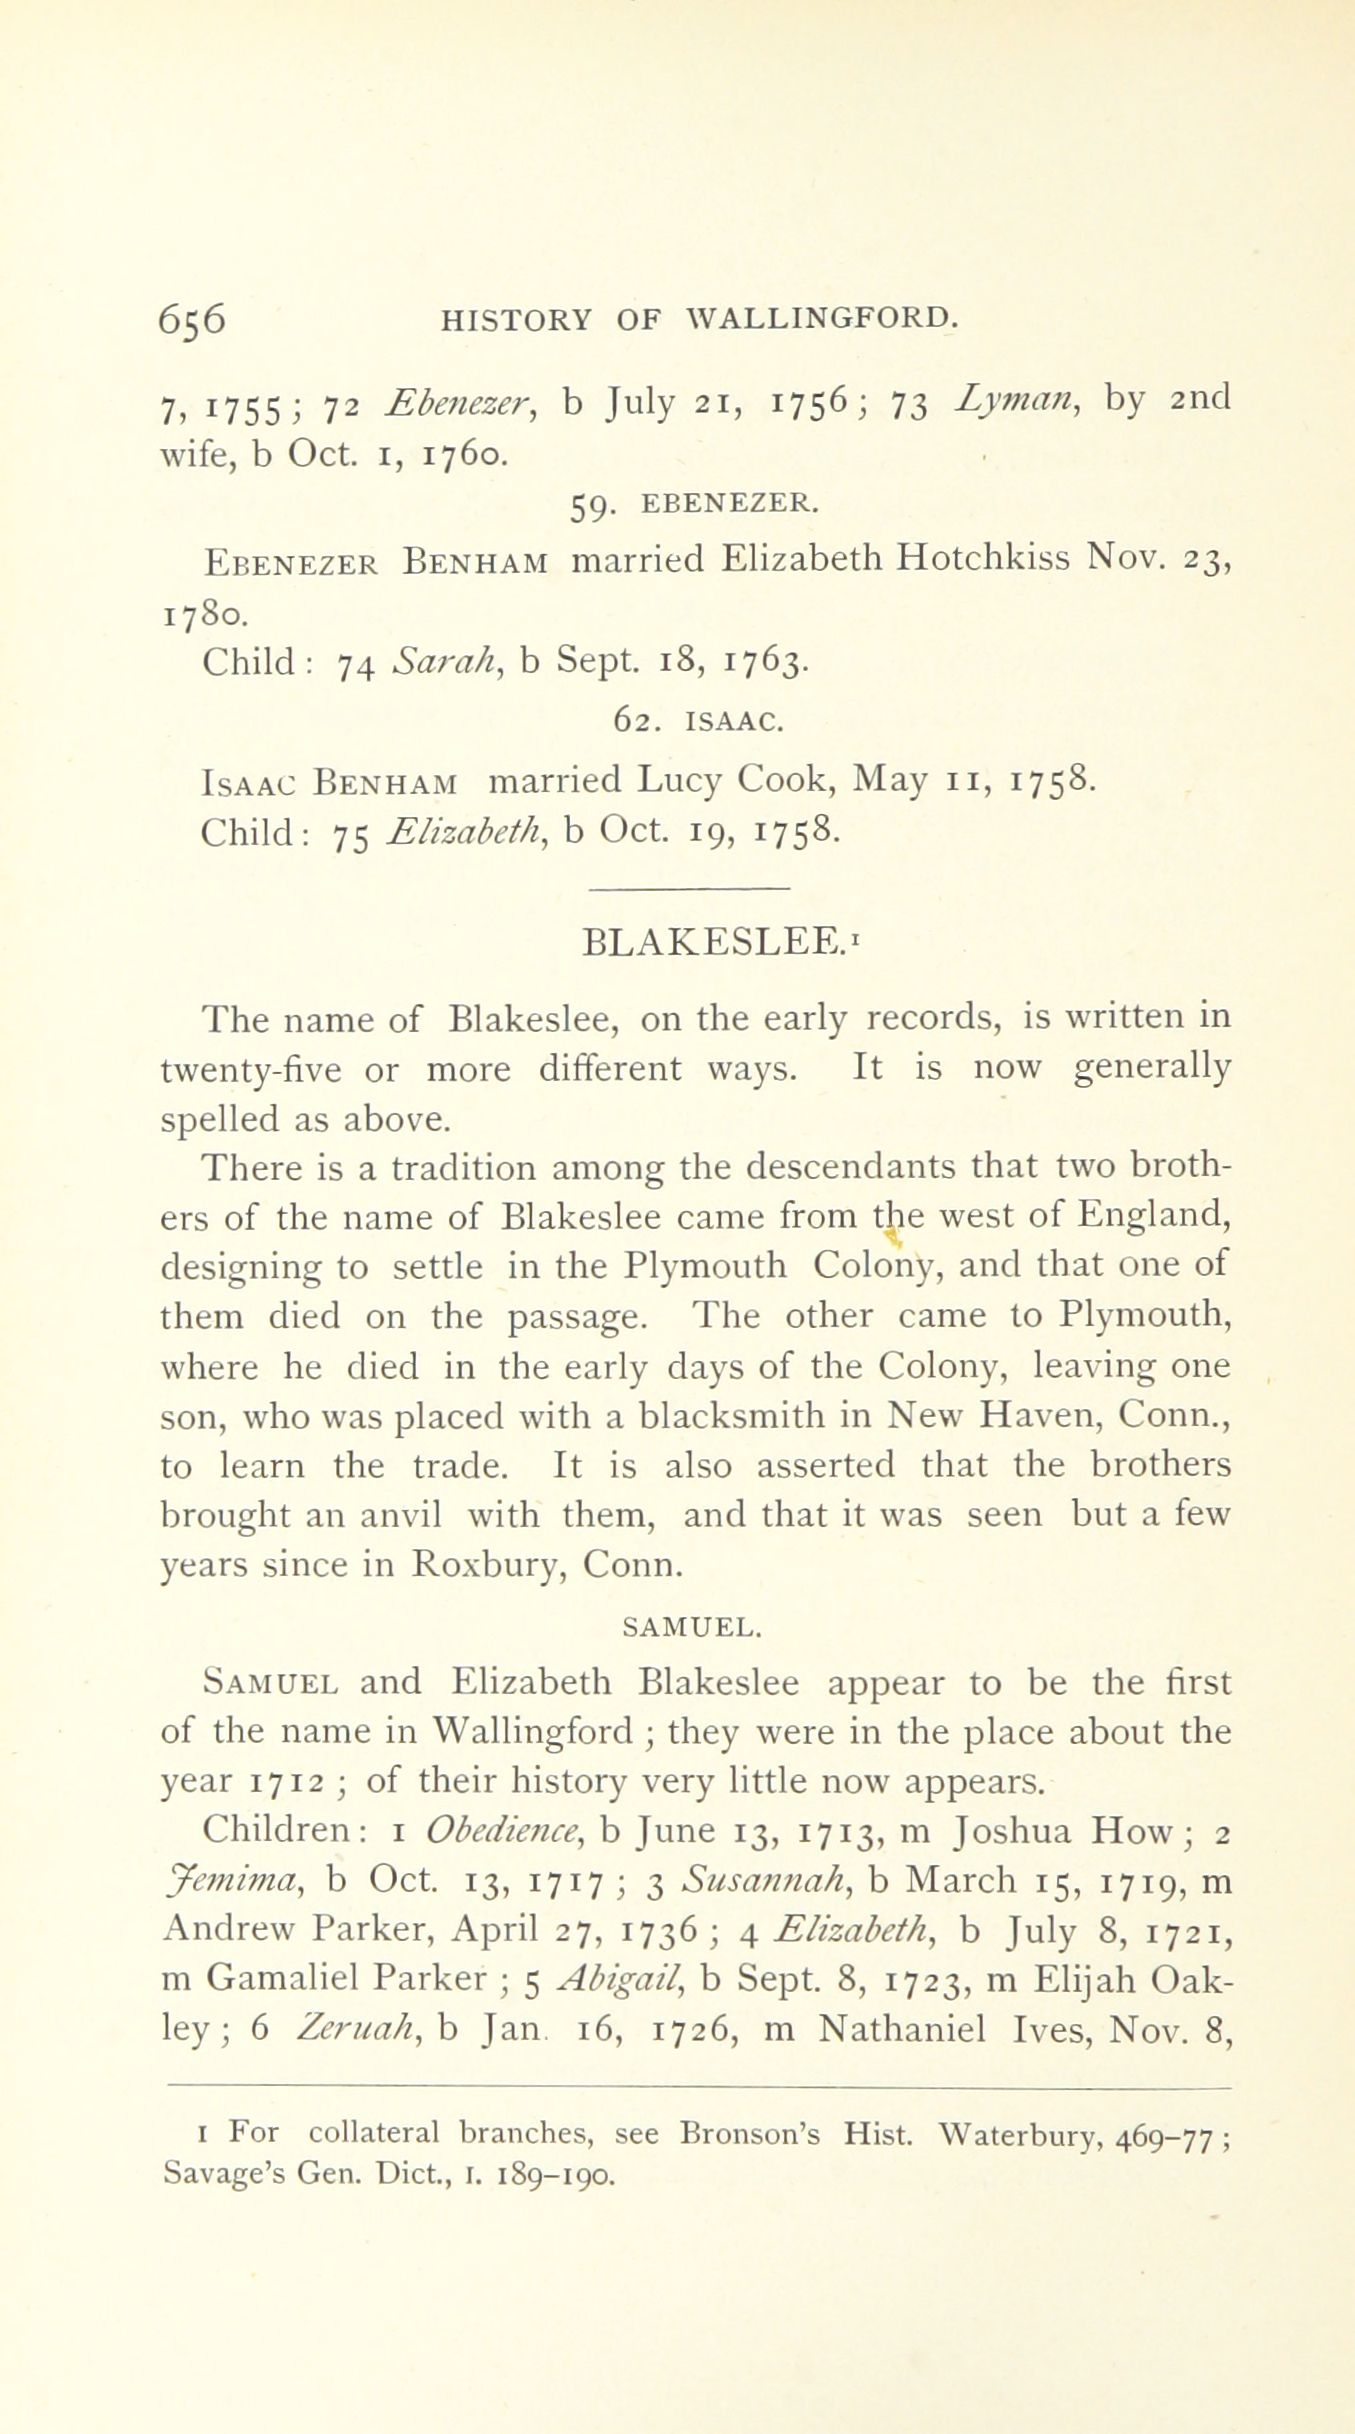 656 HISTORY OF WALLINGFORD.
7, 1755; 72 Ebenezer, b July 21, 1756; 73 Lyman, by 2nd
wife, b Oct. 1, 1760.
59. EBENEZER.
EBENEZER BENHAM married Elizabeth Hotchkiss Nov. 23,
1780.
Child: 74 Sarah, b Sept. 18, 1763.
62. ISAAC.
ISAAC BENHAM married Lucy Cook, May 11, 1758.
Child: 75 Elizabeth, b Oct. 19, 1758.
BLAKESLEE.¹
The name of Blakeslee, on the early records, is written in
twenty-five or more different ways. It is now generally
spelled as above.
There is a tradition among the descendants that two broth-
ers of the name of Blakeslee came from the west of England,
designing to settle in the Plymouth Colony, and that one of
them died on the passage. The other came to Plymouth,
where he died in the early days of the Colony, leaving one
son, who was placed with a blacksmith in New Haven, Conn.,
to learn the trade. It is also asserted that the brothers
brought an anvil with them, and that it was seen but a few
years since in Roxbury, Conn.
SAMUEL.
SAMUEL and Elizabeth Blakeslee appear to be the first
of the name in Wallingford; they were in the place about the
year 1712; of their history very little now appears.
Children: 1 Obedience, b June 13, 1713, m Joshua How; 2
Jemima, b Oct. 13, 1717; 3 Susannah, b March 15, 1719, m
Andrew Parker, April 27, 1736; 4 Elizabeth, b July 8, 1721,
m Gamaliel Parker; 5 Abigail, b Sept. 8, 1723, m Elijah Oak-
ley; 6 Zeruah, b Jan. 16, 1726, m Nathaniel Ives, Nov. 8,
1 For collateral branches, see Bronson's Hist. Waterbury, 469–77;
Savage's Gen. Dict., I. 189–190.